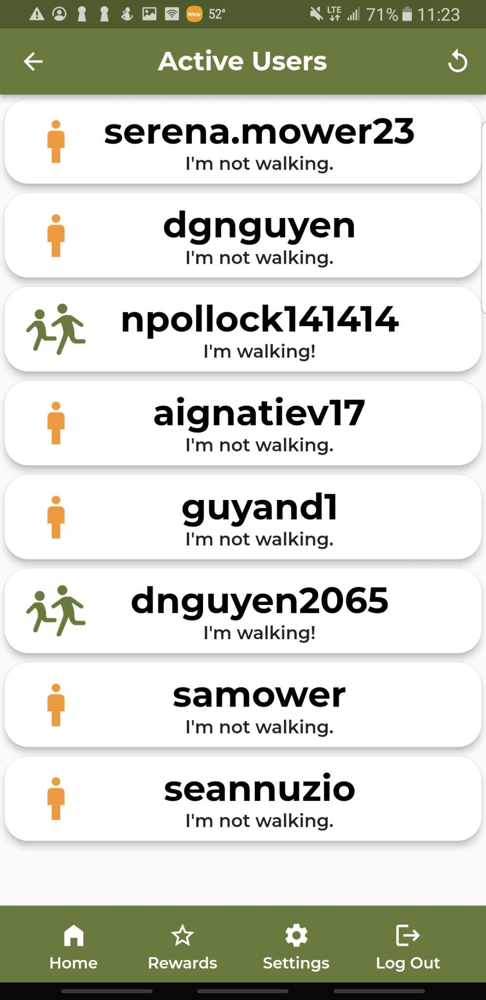 Wear 52° LTE 71% 11:23
Active Users
serena.mower23
I'm not walking.
dgnguyen
I'm not walking.
npollock141414
I'm walking!
aignatiev17
I'm not walking.
guyand1
I'm not walking.
dnguyen2065
I'm walking!
samower
I'm not walking.
seannuzio
I'm not walking.
Home Rewards Settings Log Out